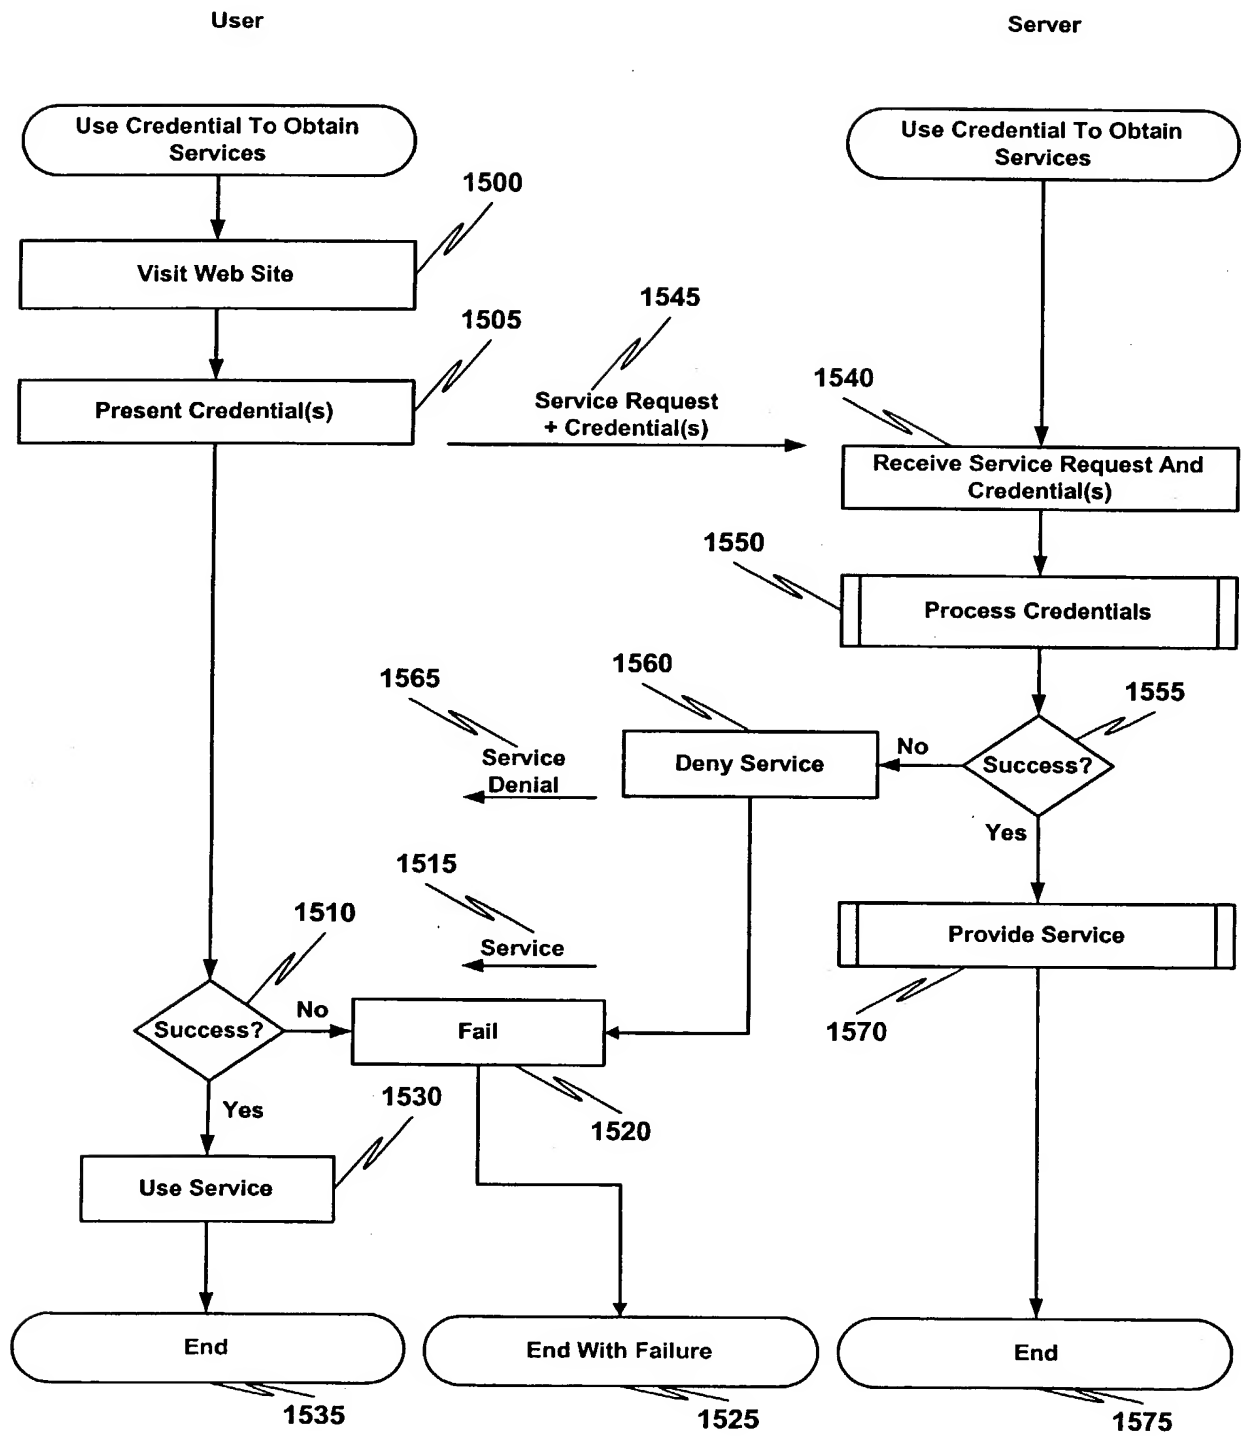 User
Server
Use Credential To Obtain
Services
Use Credential To Obtain
Services
1500
Visit Web Site
1545
1505
1540
Present Credential(s)
Service Request
+ Credential(s)
Receive Service Request And
Credential(s)
1550
Process Credentials
1560
1565
1555
No
Service
Denial
Deny Service
Success?
Yes
1515
1510
Service
Provide Service
No
Success?
Fail
1570
1530
Yes
1520
Use Service
End
End With Failure
End
1535
1525
1575